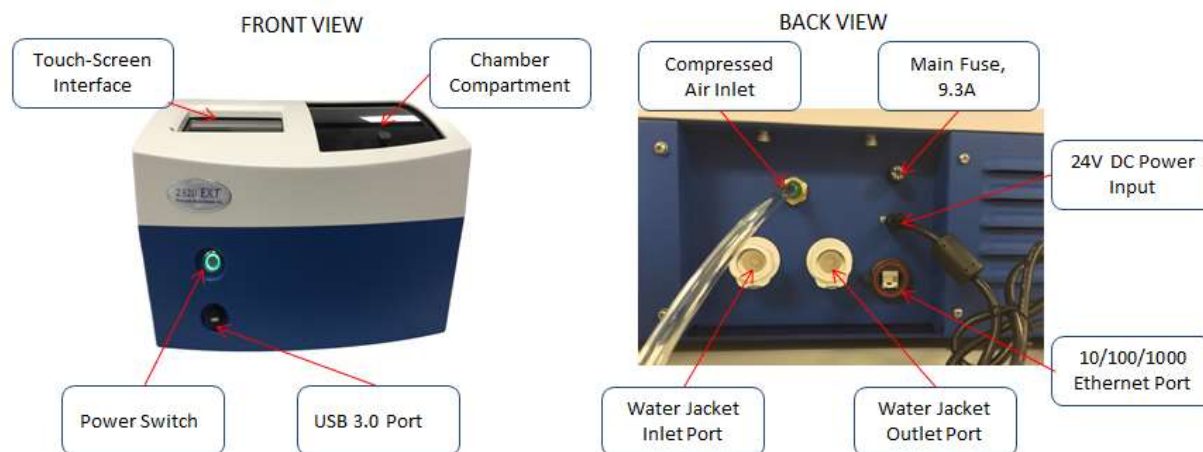 FRONT VIEW
Touch-Screen
Interface
Chamber
Compartment
Power Switch
USB 3.0 Port
BACK VIEW
Compressed
Air Inlet
Main Fuse,
9.3A
24V DC Power
Input
10/100/1000
Ethernet Port
Water Jacket
Inlet Port
Water Jacket
Outlet Port
EXT